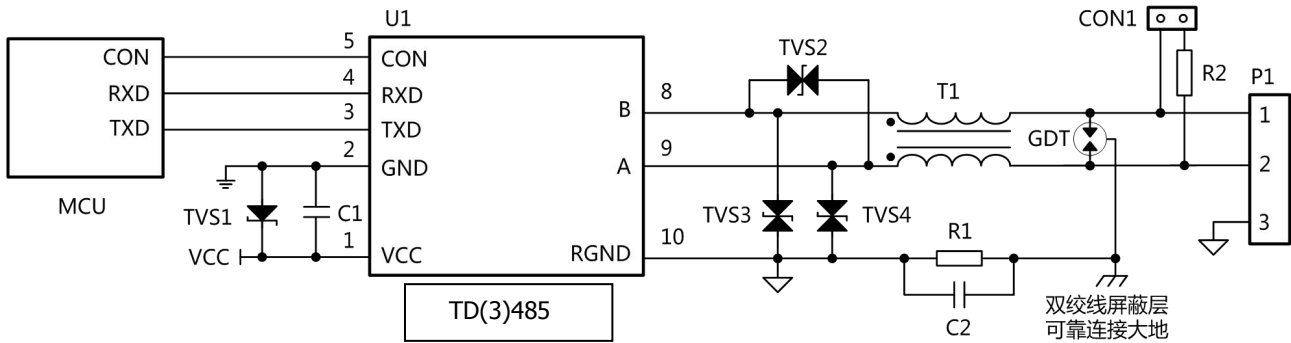 U1
CON1
MCU
CON
RXD
TXD
5
4
3
2
1
CON
RXD
TXD
GND
VCC
B
A
RGND
8
9
10
TVS1
C1
VCC
TD(3)485
TVS2
TVS3
TVS4
T1
GDT
R2
P1
1
2
3
R1
C2
双绞线屏蔽层
可靠连接大地